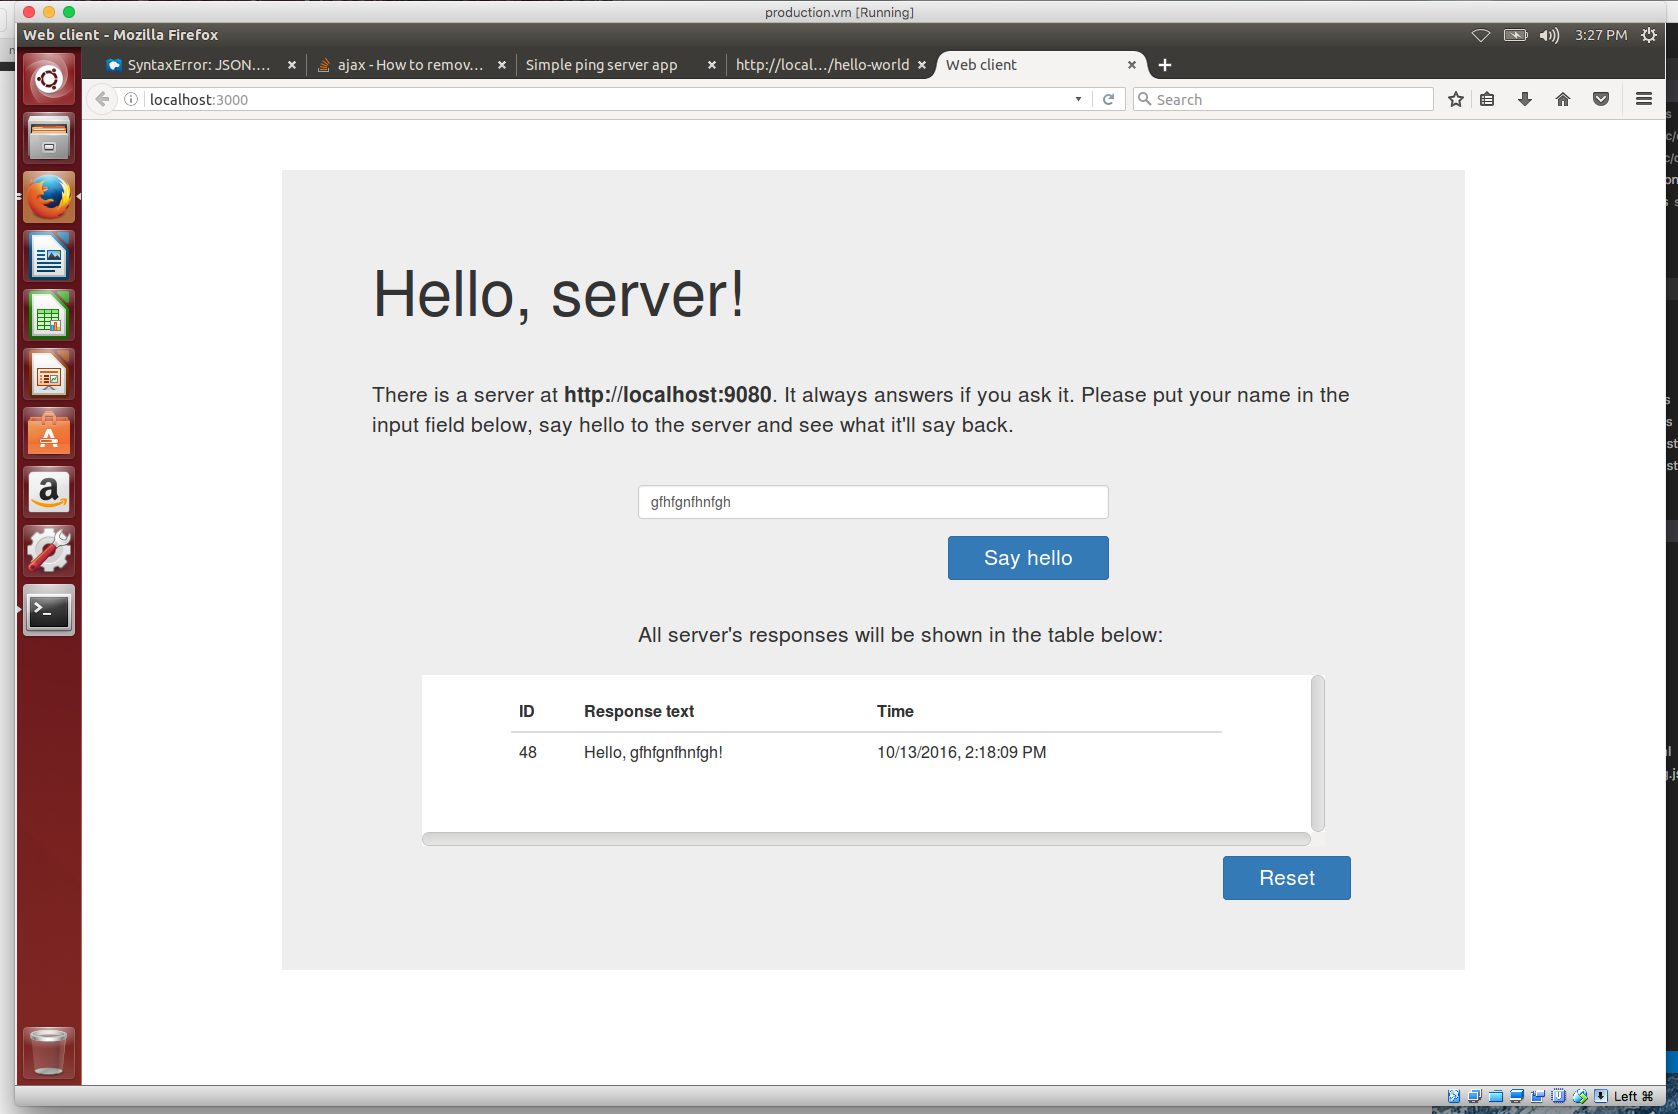 production.vm [Running]
Web client - Mozilla Firefox
3:27 PM
SyntaxError: JSON.... ajax - How to remov... Simple ping server app http://local.../hello-world Web client
localhost:3000
Search
Hello, server!
There is a server at http://localhost:9080. It always answers if you ask it. Please put your name in the
input field below, say hello to the server and see what it'll say back.
gfhfgnfhnfgh
Say hello
All server's responses will be shown in the table below:
ID Response text Time
48 Hello, gfhfgnfhnfgh! 10/13/2016, 2:18:09 PM
Reset
Left ⌘